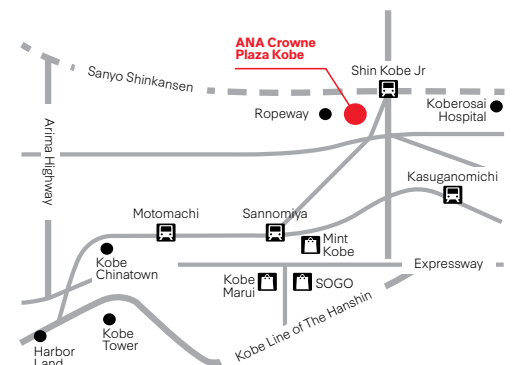 ANA Crowne
Plaza Kobe
Sanyo Shinkansen
Shin Kobe Jr
Ropeway
Koberosai
Hospital
Arima Highway
Kasuganomichi
Motomachi
Sannomiya
Mint
Kobe
Kobe
Chinatown
Expressway
Kobe
Marui
SOGO
Kobe Line of The Hanshin
Kobe
Tower
Harbor
Land